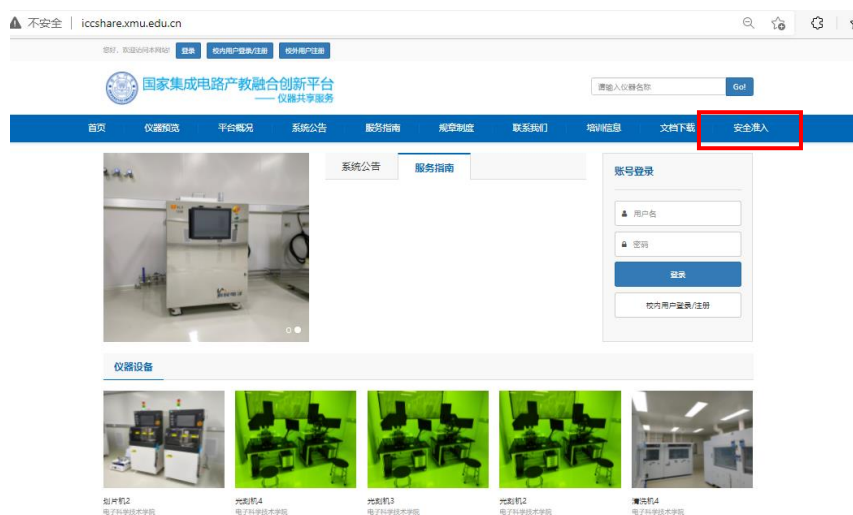 不安全 iccshare.xmu.edu.cn
您好，欢迎访问本网站! 登录 校内用户登录/注册 校外用户注册
国家集成电路产教融合创新平台
—— 仪器共享服务
请输入仪器名称 Go!
首页 仪器预览 平台概况 系统公告 服务指南 规章制度 联系我们 培训信息 文档下载 安全准入
系统公告 服务指南
账号登录
用户名
密码
登录
校内用户登录/注册
仪器设备
划片机2 光刻机4 光刻机3 光刻机2 清洗机4
电子科学技术学院 电子科学技术学院 电子科学技术学院 电子科学技术学院 电子科学技术学院